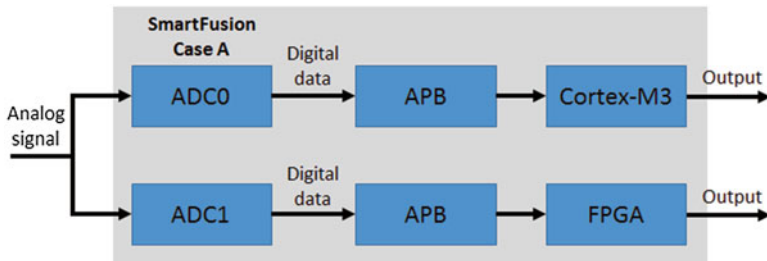 SmartFusion
Case A
Analog
signal
ADC0
Digital
data
APB
Cortex-M3
Output
ADC1
Digital
data
APB
FPGA
Output